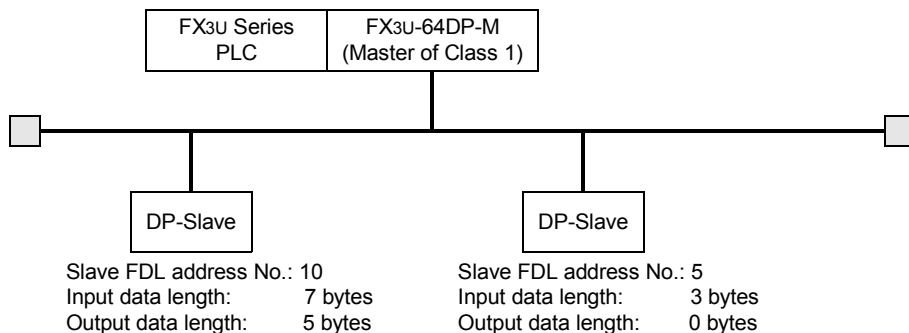 FX3U Series
PLC
FX3U-64DP-M
(Master of Class 1)
DP-Slave
DP-Slave
Slave FDL address No.: 10
Input data length: 7 bytes
Output data length: 5 bytes
Slave FDL address No.: 5
Input data length: 3 bytes
Output data length: 0 bytes